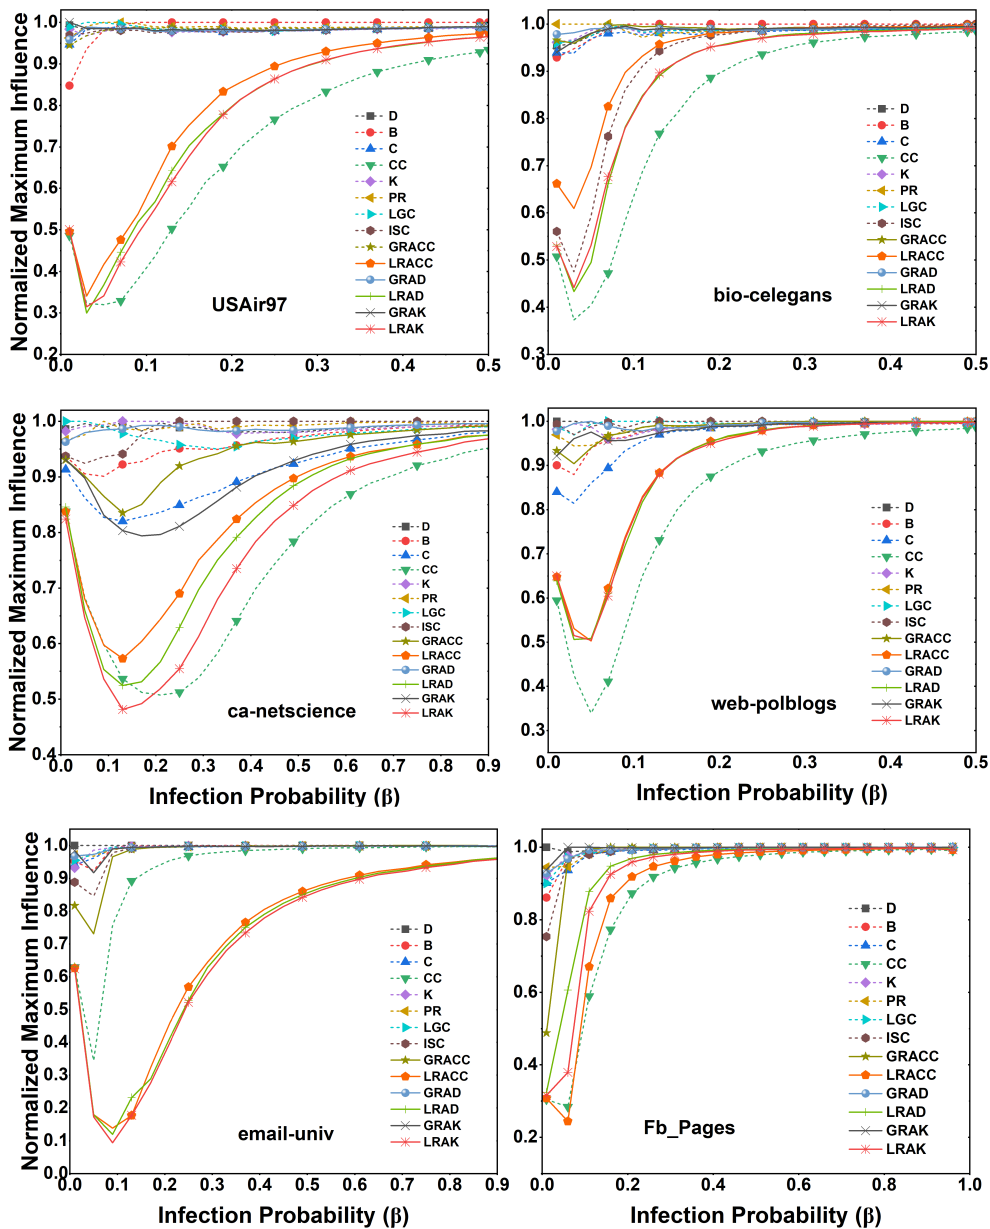 Normalized Maximum Influence
1.0
0.9
0.8
0.7
0.6
0.5
0.4
0.3
0.2
0.0 0.1 0.2 0.3 0.4 0.5
D
B
C
CC
K
PR
LGC
ISC
GRACC
LRACC
GRAD
LRAD
GRAK
LRAK
USAir97
1.0
0.9
0.8
0.7
0.6
0.5
0.4
0.3
0.0 0.1 0.2 0.3 0.4 0.5
D
B
C
CC
K
PR
LGC
ISC
GRACC
LRACC
GRAD
LRAD
GRAK
LRAK
bio-celegans
Normalized Maximum Influence
1.0
0.9
0.8
0.7
0.6
0.5
0.4
0.0 0.1 0.2 0.3 0.4 0.5 0.6 0.7 0.8 0.9
D
B
C
CC
K
PR
LGC
ISC
GRACC
LRACC
GRAD
LRAD
GRAK
LRAK
ca-netscience
Infection Probability (β)
1.0
0.9
0.8
0.7
0.6
0.5
0.4
0.3
0.0 0.1 0.2 0.3 0.4 0.5
D
B
C
CC
K
PR
LGC
ISC
GRACC
LRACC
GRAD
LRAD
GRAK
LRAK
web-polblogs
Infection Probability (β)
Normalized Maximum Influence
1.0
0.9
0.8
0.7
0.6
0.5
0.4
0.3
0.2
0.1
0.0
0.0 0.1 0.2 0.3 0.4 0.5 0.6 0.7 0.8 0.9
D
B
C
CC
K
PR
LGC
ISC
GRACC
LRACC
GRAD
LRAD
GRAK
LRAK
email-univ
Infection Probability (β)
1.0
0.8
0.6
0.4
0.2
0.0 0.2 0.4 0.6 0.8 1.0
D
B
C
CC
K
PR
LGC
ISC
GRACC
LRACC
GRAD
LRAD
GRAK
LRAK
Fb_Pages
Infection Probability (β)